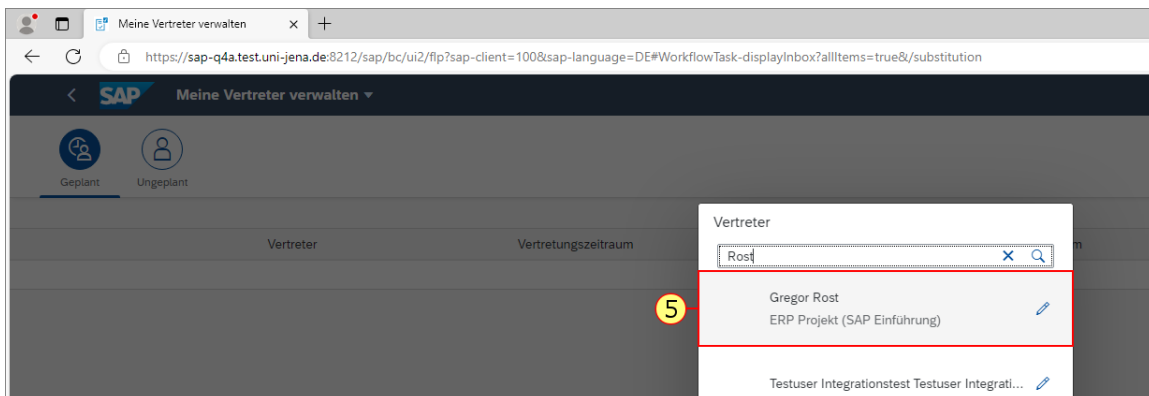 Meine Vertreter verwalten
https://sap-q4a.test.uni-jena.de:8212/sap/bc/ui2/flp?sap-client=100&sap-language=DE#WorkflowTask-displayInbox?allItems=true&/substitution
SAP Meine Vertreter verwalten
Geplant Ungeplant
Vertreter
Vertreter Vertretungszeitraum m
Rost
5
Gregor Rost
ERP Projekt (SAP Einführung)
Testuser Integrationstest Testuser Integrati...